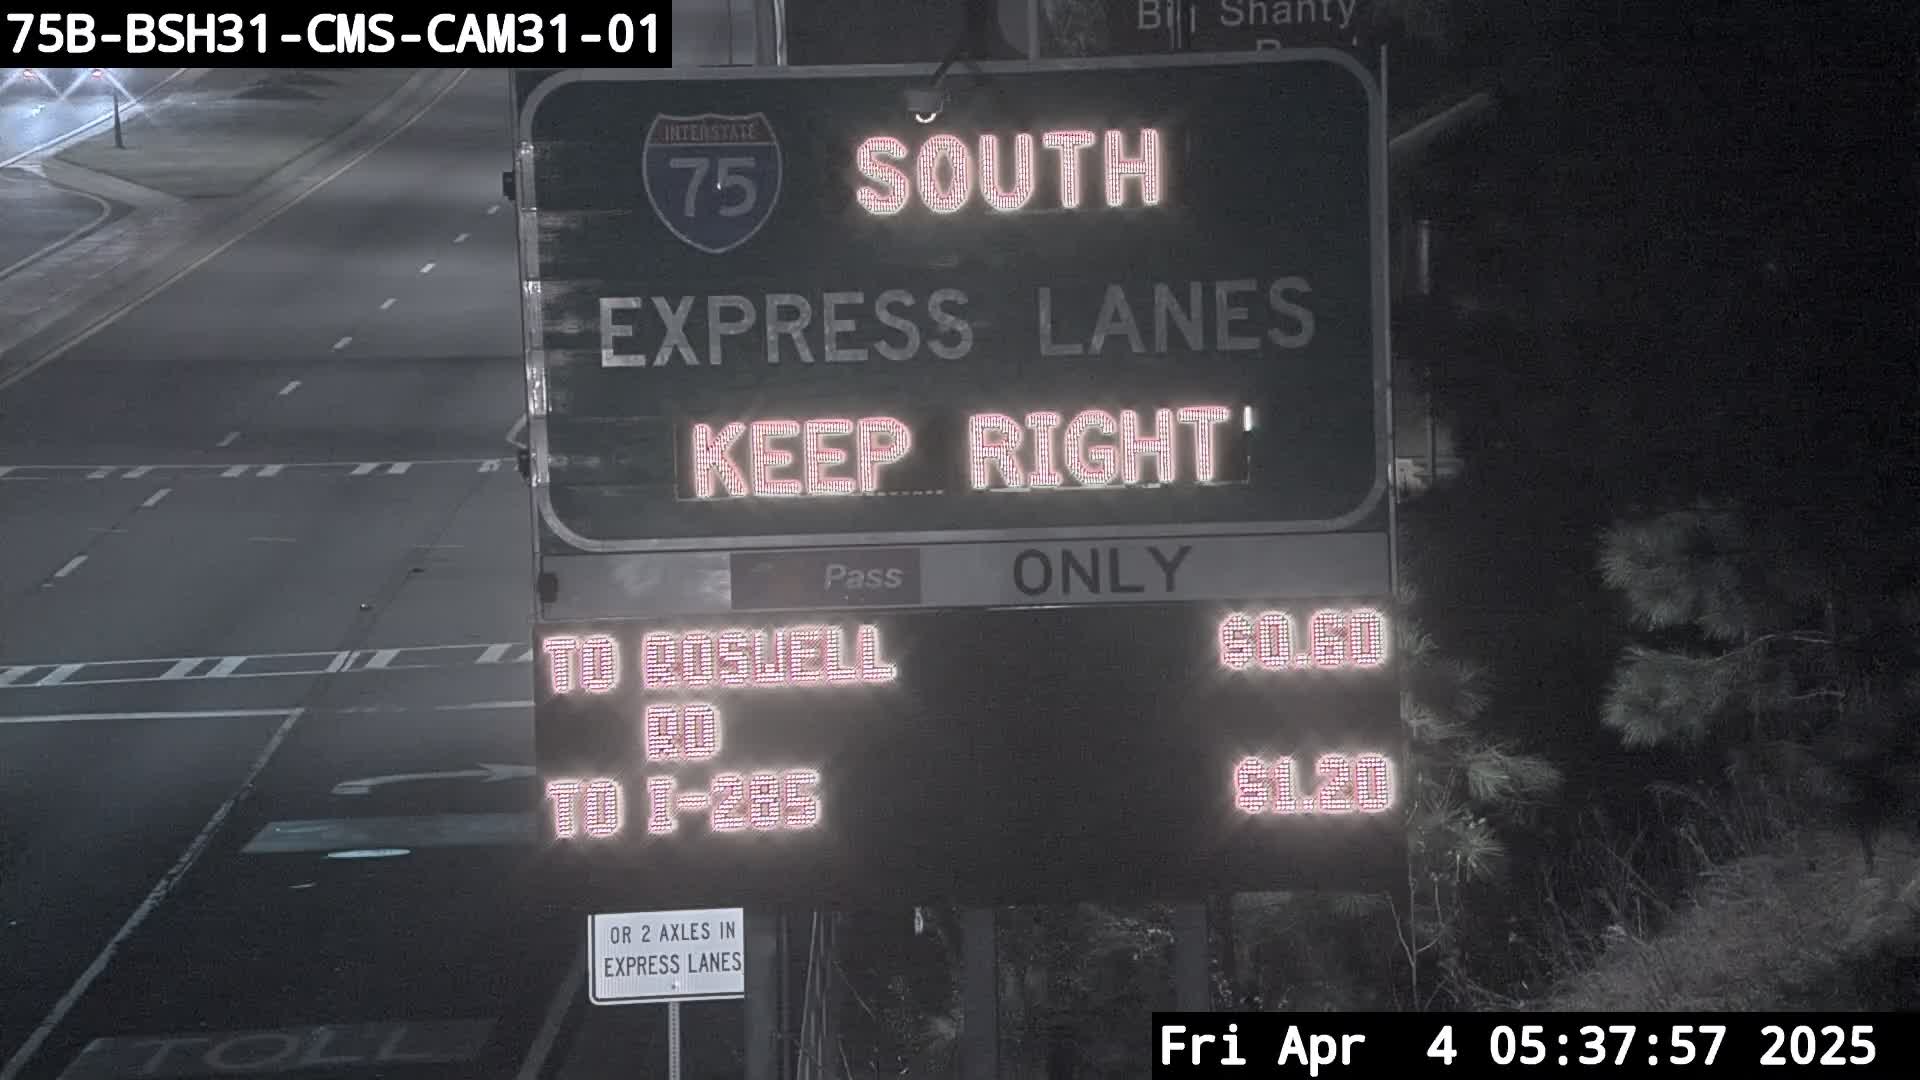 75B-BSH31-CMS-CAM31-01
Bill Shanty
INTERSTATE
75
SOUTH
EXPRESS LANES
KEEP RIGHT
Pass ONLY
TO ROSWELL $0.60
RD
TO I-285 $1.20
OR 2 AXLES IN
EXPRESS LANES
TOLL
Fri Apr 4 05:37:57 2025